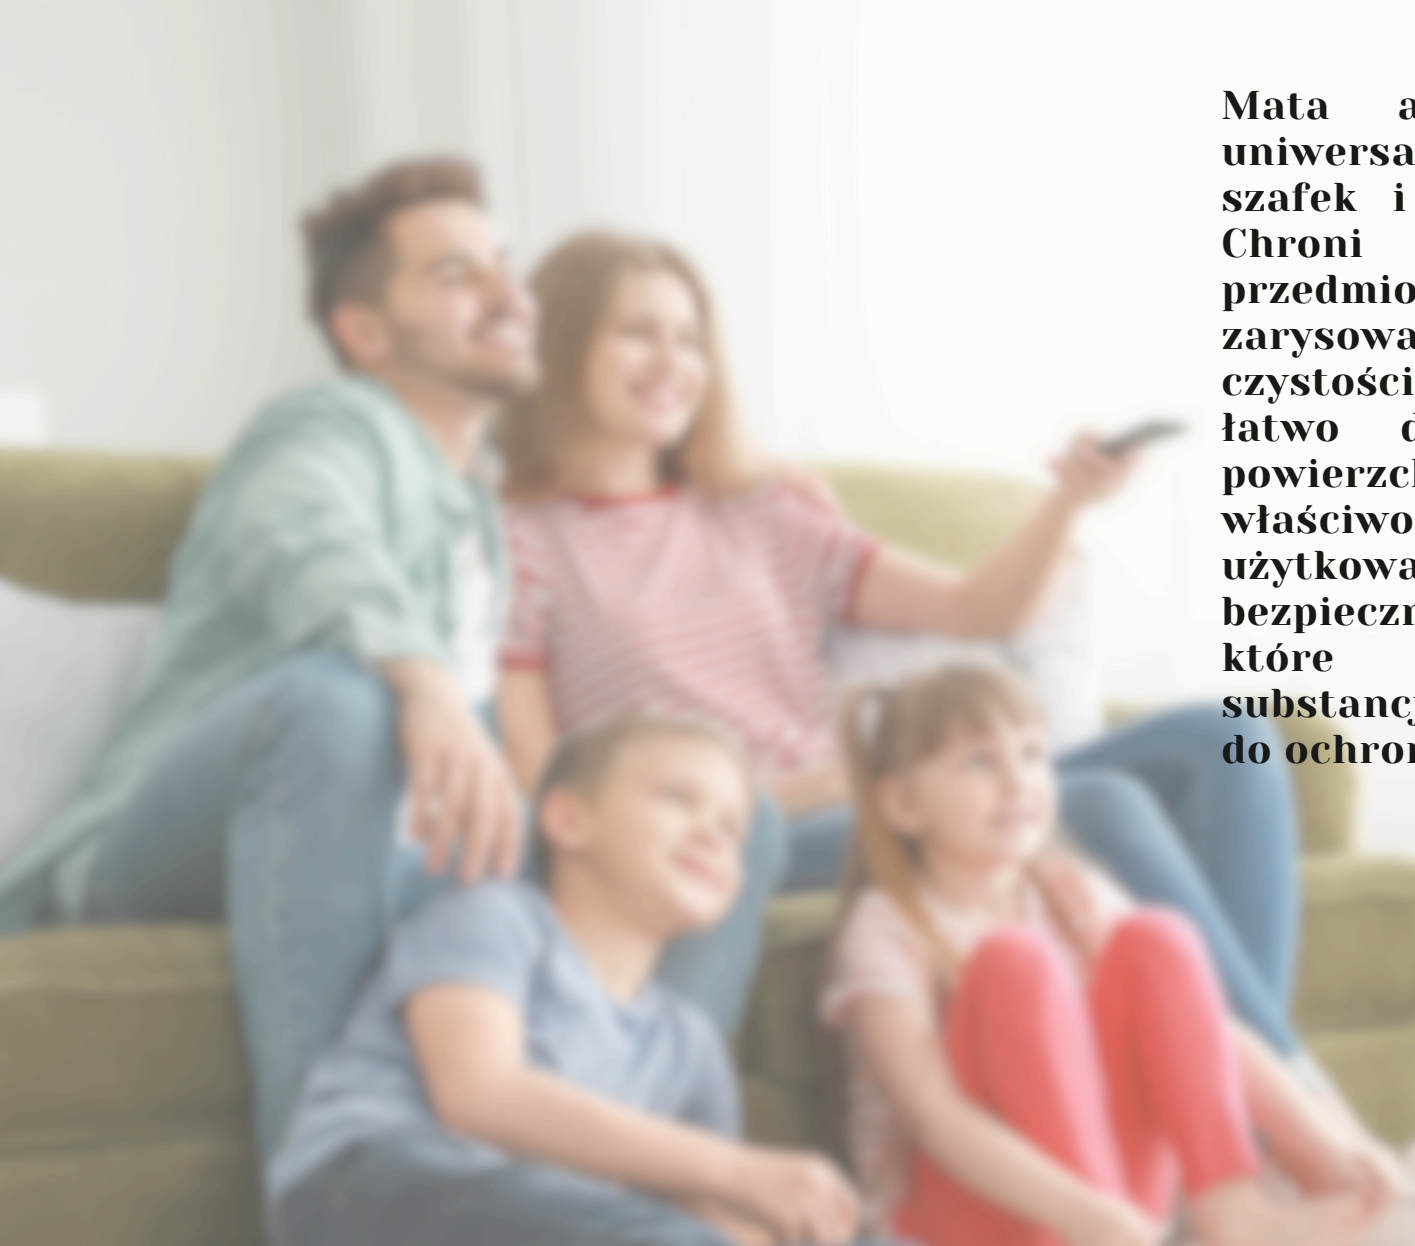 Mata a
uniwersa
szafek i
Chroni
przedmio
zarysowa
czystości
łatwo d
powierzch
właściwo
użytkowa
bezpieczn
które
substancj
do ochron